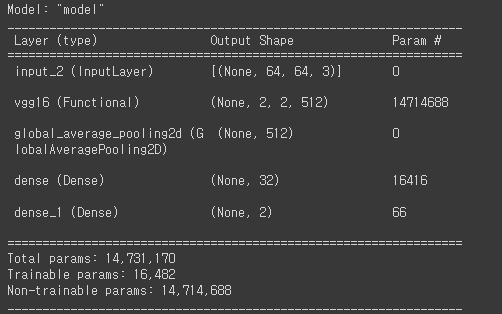 Model: "model"
_________________________________________________________________
Layer (type) Output Shape Param #
=================================================================
input_2 (InputLayer) [(None, 64, 64, 3)] 0
vgg16 (Functional) (None, 2, 2, 512) 14714688
global_average_pooling2d (G (None, 512) 0
lobalAveragePooling2D)
dense (Dense) (None, 32) 16416
dense_1 (Dense) (None, 2) 66
=================================================================
Total params: 14,731,170
Trainable params: 16,482
Non-trainable params: 14,714,688
_________________________________________________________________